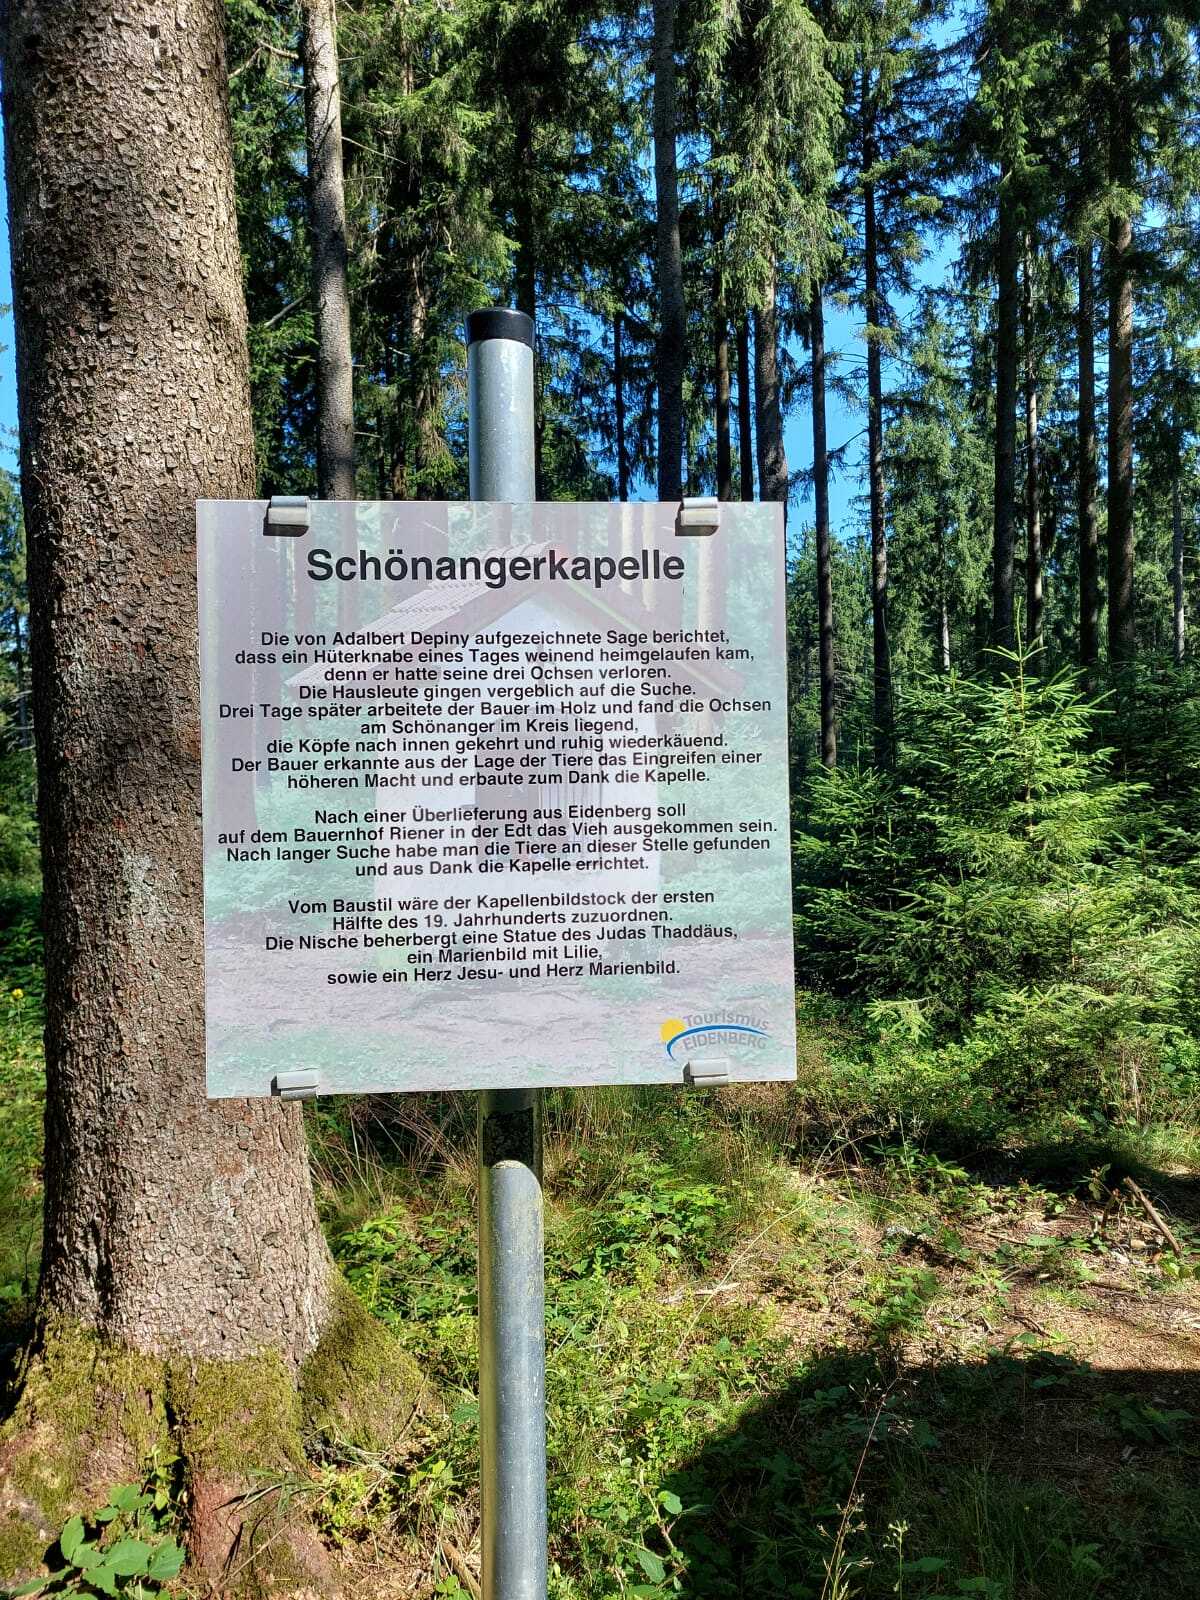 Schönangerkapelle
Die von Adalbert Depiny aufgezeichnete Sage berichtet,
dass ein Hüterknabe eines Tages weinend heimgelaufen kam,
denn er hatte seine drei Ochsen verloren.
Die Hausleute gingen vergeblich auf die Suche.
Drei Tage später arbeitete der Bauer im Holz und fand die Ochsen
am Schönanger im Kreis liegend,
die Köpfe nach innen gekehrt und ruhig wiederkäuend.
Der Bauer erkannte aus der Lage der Tiere das Eingreifen einer
höheren Macht und erbaute zum Dank die Kapelle.
Nach einer Überlieferung aus Eidenberg soll
auf dem Bauernhof Riener in der Edt das Vieh ausgekommen sein.
Nach langer Suche habe man die Tiere an dieser Stelle gefunden
und aus Dank die Kapelle errichtet.
Vom Baustil wäre der Kapellenbildstock der ersten
Hälfte des 19. Jahrhunderts zuzuordnen.
Die Nische beherbergt eine Statue des Judas Thaddäus,
ein Marienbild mit Lilie,
sowie ein Herz Jesu- und Herz Marienbild.
Tourismus
EIDENBERG